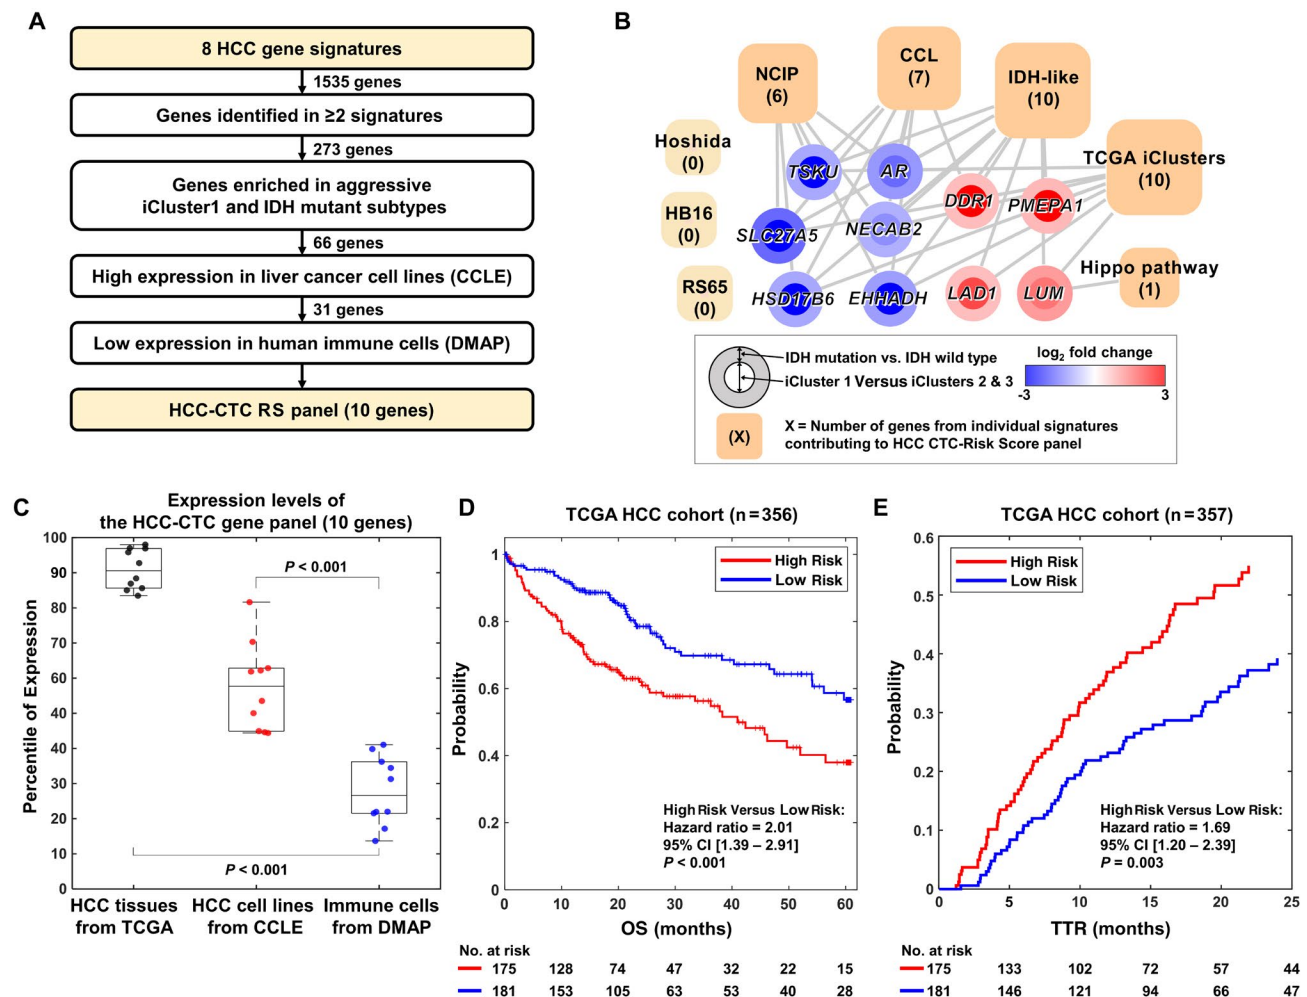 A
8 HCC gene signatures
1535 genes
Genes identified in ≥2 signatures
273 genes
Genes enriched in aggressive
iCluster1 and IDH mutant subtypes
66 genes
High expression in liver cancer cell lines (CCLE)
31 genes
Low expression in human immune cells (DMAP)
HCC-CTC RS panel (10 genes)
B
NCIP
(6)
CCL
(7)
IDH-like
(10)
Hoshida
(0)
TCGA iClusters
(10)
HB16
(0)
RS65
(0)
Hippo pathway
(1)
TSKU
AR
DDR1
PMEPA1
SLC27A5
NECAB2
HSD17B6
EHHADH
LAD1
LUM
IDH mutation vs. IDH wild type
iCluster 1 Versus iClusters 2 & 3
log2 fold change
-3
3
(X)
X = Number of genes from individual signatures
contributing to HCC CTC-Risk Score panel
C
Expression levels of
the HCC-CTC gene panel (10 genes)
Percentile of Expression
100
90
80
70
60
50
40
30
20
10
0
P < 0.001
P < 0.001
HCC tissues
from TCGA
HCC cell lines
from CCLE
Immune cells
from DMAP
D
TCGA HCC cohort (n=356)
High Risk
Low Risk
Probability
1
0.8
0.6
0.4
0.2
0
High Risk Versus Low Risk:
Hazard ratio = 2.01
95% CI [1.39 – 2.91]
P < 0.001
0 10 20 30 40 50 60
OS (months)
No. at risk
175 128 74 47 32 22 15
181 153 105 63 53 40 28
E
TCGA HCC cohort (n=357)
High Risk
Low Risk
Probability
0.6
0.5
0.4
0.3
0.2
0.1
0
High Risk Versus Low Risk:
Hazard ratio = 1.69
95% CI [1.20 – 2.39]
P = 0.003
0 5 10 15 20 25
TTR (months)
No. at risk
175 133 102 72 57 44
181 146 121 94 66 47